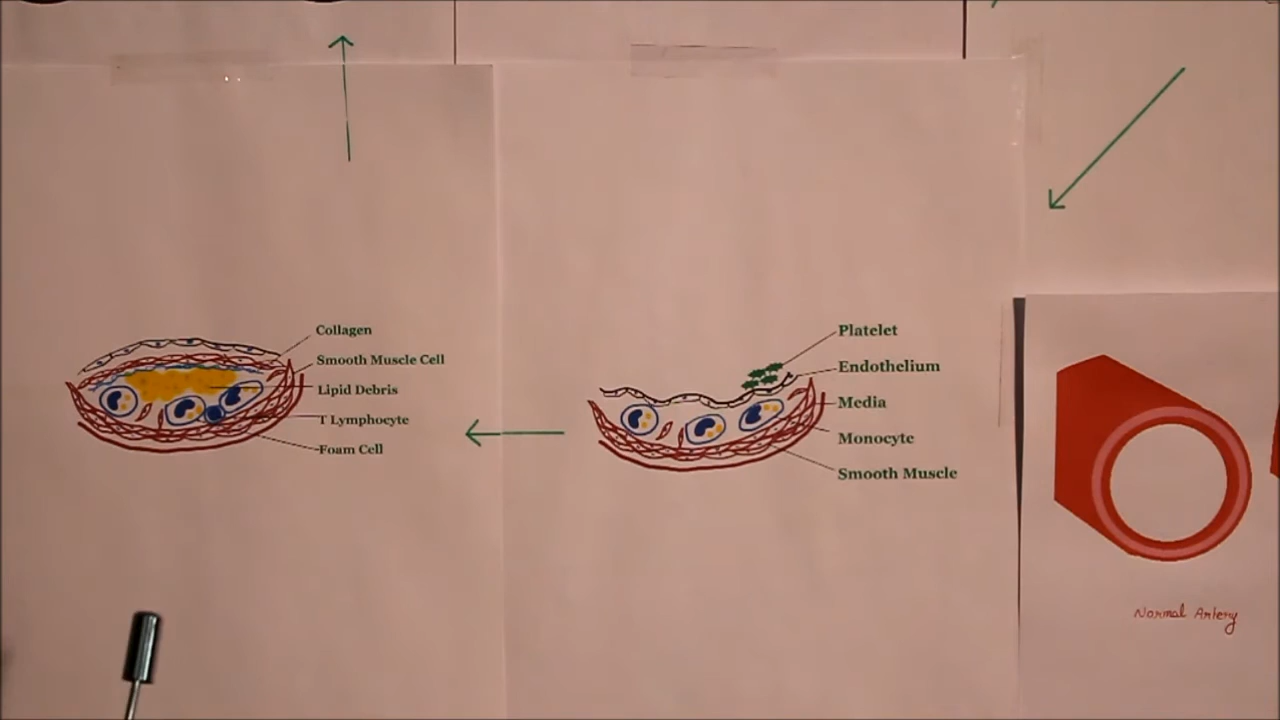 Collagen
Smooth Muscle Cell
Lipid Debris
T Lymphocyte
Foam Cell
Platelet
Endothelium
Media
Monocyte
Smooth Muscle
Normal Artery